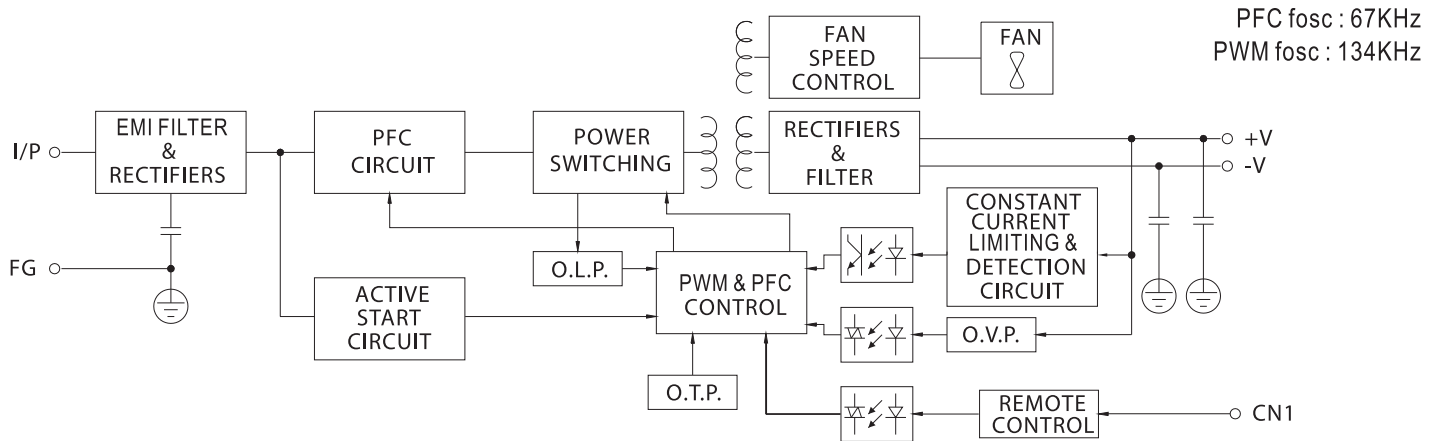 PFC fosc : 67KHz
PWM fosc : 134KHz
FAN
SPEED
CONTROL
FAN
I/P
EMI FILTER
&
RECTIFIERS
PFC
CIRCUIT
POWER
SWITCHING
RECTIFIERS
&
FILTER
+V
-V
CONSTANT
CURRENT
LIMITING &
DETECTION
CIRCUIT
FG
O.L.P.
PWM & PFC
CONTROL
ACTIVE
START
CIRCUIT
O.V.P.
O.T.P.
REMOTE
CONTROL
CN1